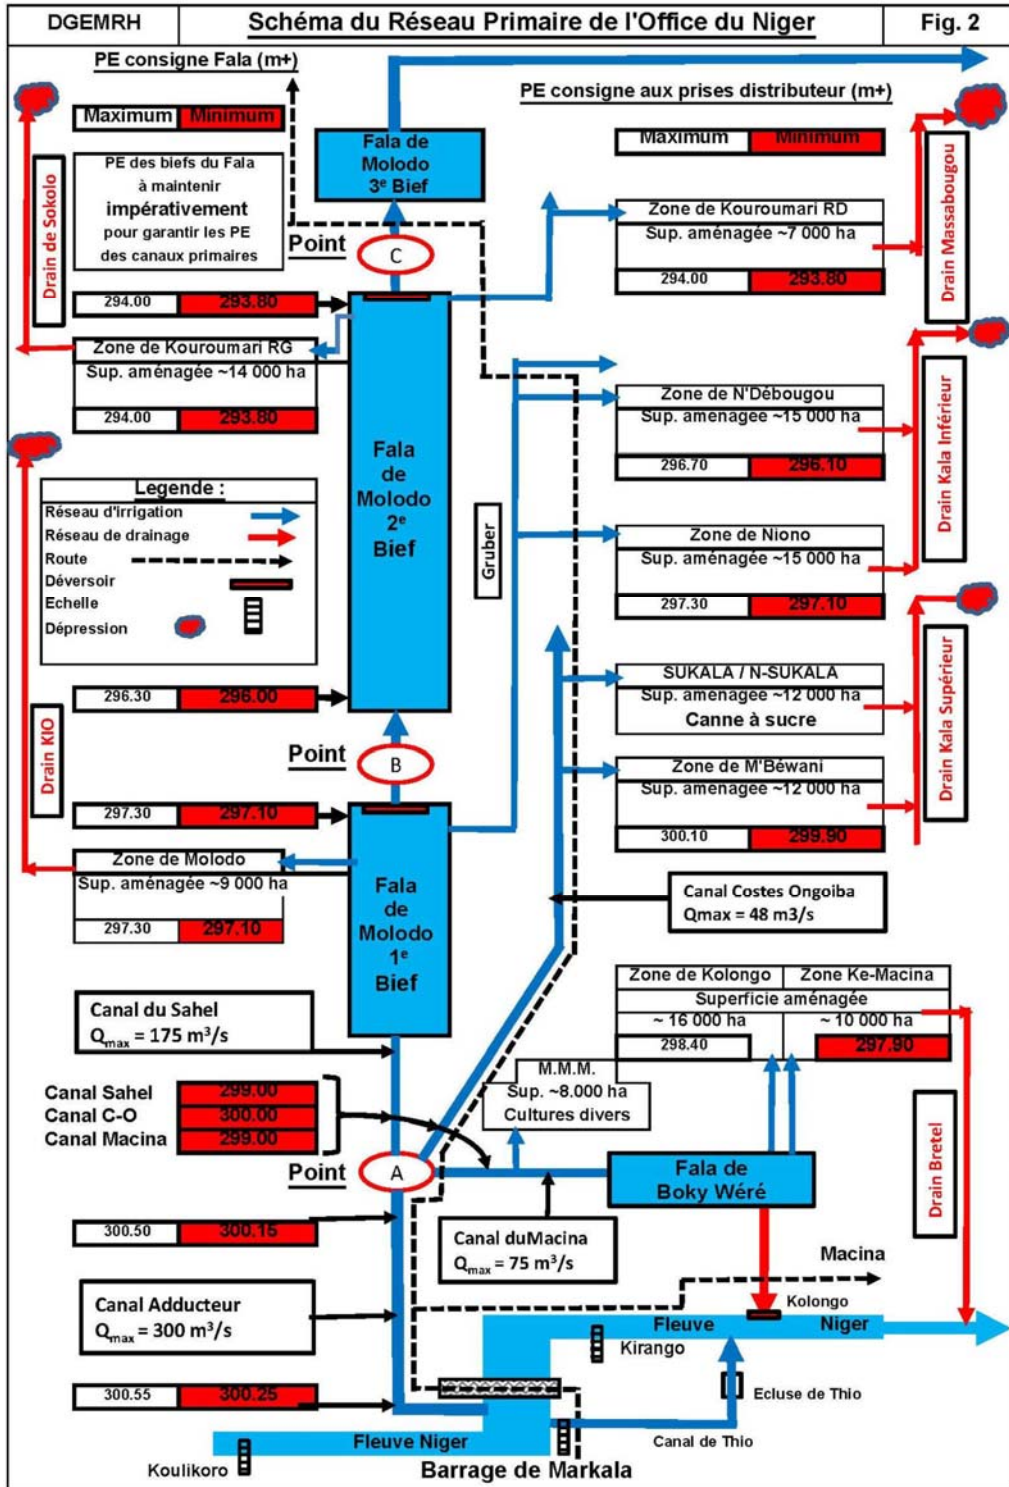 DGEMRH
Schéma du Réseau Primaire de l'Office du Niger
Fig. 2
PE consigne Fala (m+)
Maximum Minimum
PE des biefs du Fala
à maintenir
impérativement
pour garantir les PE
des canaux primaires
Drain de Sokolo
294.00 293.80
Zone de Kouroumari RG
Sup. aménagée ~14 000 ha
294.00 293.80
Legende :
Réseau d'irrigation
Réseau de drainage
Route
Déversoir
Echelle
Dépression
Drain KIO
296.30 296.00
297.30 297.10
Zone de Molodo
Sup. aménagée ~9 000 ha
297.30 297.10
Fala de
Molodo
3e Bief
Point
C
Fala
de
Molodo
2e
Bief
Point
B
Fala
de
Molodo
1e
Bief
Gruber
PE consigne aux prises distributeur (m+)
Maximum Minimum
Zone de Kouroumari RD
Sup. aménagée ~7 000 ha
294.00 293.80
Drain Massabougou
Zone de N'Débougou
Sup. amenagée ~15 000 ha
296.70 296.10
Zone de Niono
Sup. aménagée ~15 000 ha
297.30 297.10
Drain Kala Inférieur
SUKALA / N-SUKALA
Sup. amenagée ~12 000 ha
Canne à sucre
Zone de M'Béwani
Sup. aménagée ~12 000 ha
300.10 299.90
Drain Kala Supérieur
Canal Costes Ongoiba
Qmax = 48 m3/s
Zone de Kolongo Zone Ke-Macina
Superficie aménagée
~ 16 000 ha ~ 10 000 ha
298.40 297.90
M.M.M.
Sup. ~8.000 ha
Cultures divers
Canal du Sahel
Qmax = 175 m³/s
Canal Sahel 299.00
Canal C-O 300.00
Canal Macina 299.00
Point
A
Fala de
Boky Wéré
Drain Bretel
300.50 300.15
Canal duMacina
Qmax = 75 m³/s
Macina
Canal Adducteur
Qmax = 300 m³/s
Kolongo
Fleuve Niger
Kirango
300.55 300.25
Ecluse de Thio
Fleuve Niger
Canal de Thio
Koulikoro
Barrage de Markala